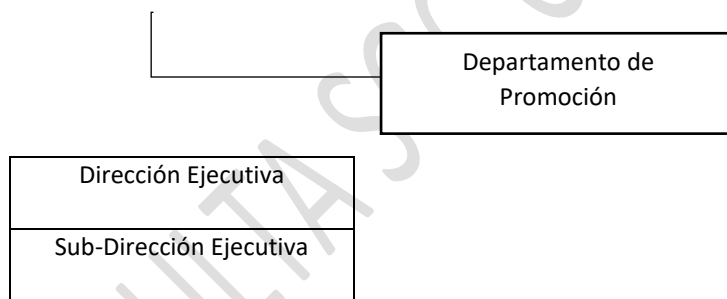 Departamento de
Promoción
Dirección Ejecutiva
Sub-Dirección Ejecutiva